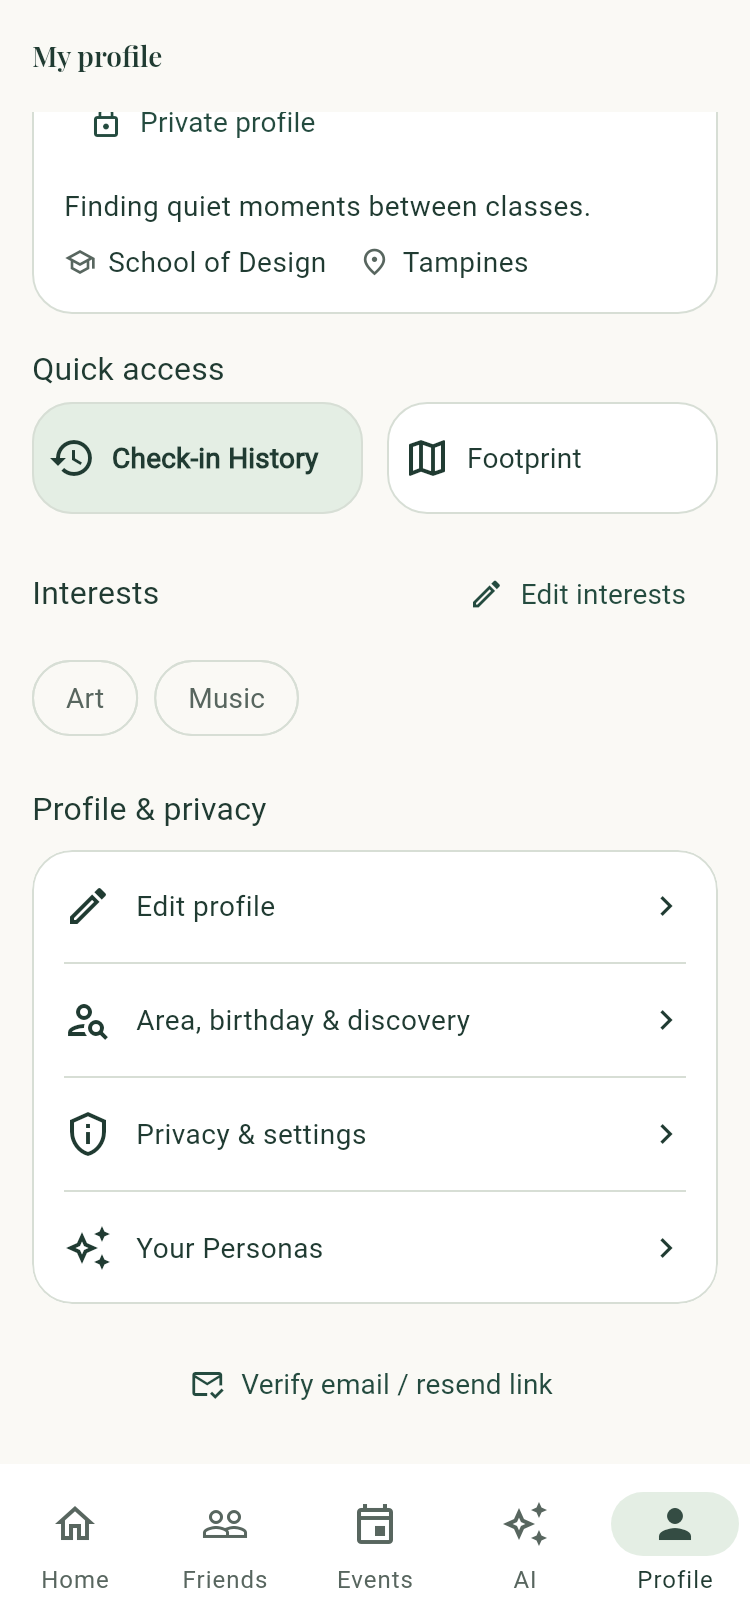 My profile
Private profile
Finding quiet moments between classes.
School of Design Tampines
Quick access
Check-in History Footprint
Interests Edit interests
Art Music
Profile & privacy
Edit profile
Area, birthday & discovery
Privacy & settings
Your Personas
Verify email / resend link
Home Friends Events AI Profile